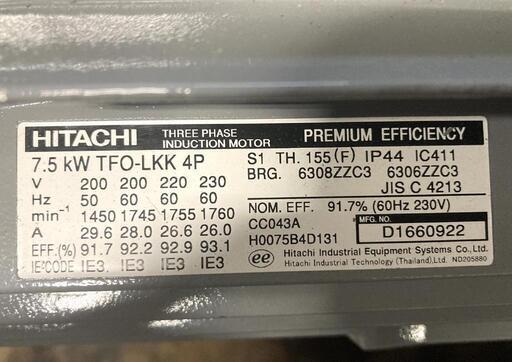 HITACHI THREE PHASE INDUCTION MOTOR PREMIUM EFFICIENCY
7.5 kW TFO-LKK 4P
V 200 200 220 230
Hz 50 60 60 60
min⁻¹ 1450 1745 1755 1760
A 29.6 28.0 26.6 26.0
EFF.(%) 91.7 92.2 92.9 93.1
IE CODE IE3 IE3 IE3 IE3
S1 TH. 155(F) IP44 IC411
BRG. 6308ZZC3 6306ZZC3
JIS C 4213
NOM. EFF. 91.7% (60Hz 230V)
CC043A
H0075B4D131
MFG. NO. D1660922
ee
Hitachi Industrial Equipment Systems Co., Ltd.
Hitachi Industrial Technology (Thailand),Ltd. ND205880